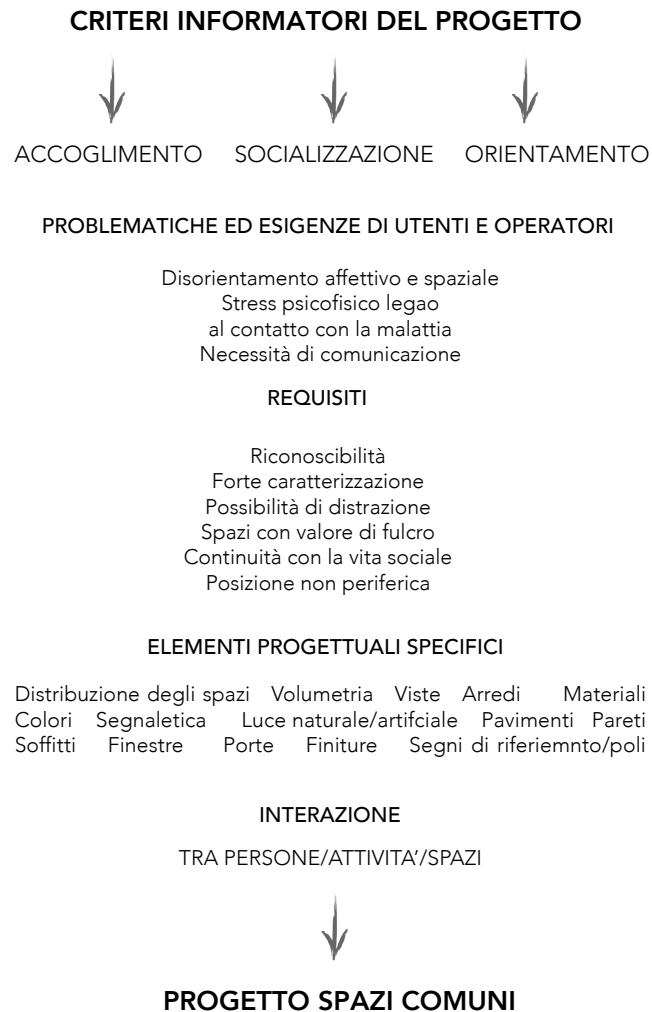 CRITERI INFORMATORI DEL PROGETTO
ACCOGLIMENTO SOCIALIZZAZIONE ORIENTAMENTO
PROBLEMATICHE ED ESIGENZE DI UTENTI E OPERATORI
Disorientamento affettivo e spaziale
Stress psicofisico legao
al contatto con la malattia
Necessità di comunicazione
REQUISITI
Riconoscibilità
Forte caratterizzazione
Possibilità di distrazione
Spazi con valore di fulcro
Continuità con la vita sociale
Posizione non periferica
ELEMENTI PROGETTUALI SPECIFICI
Distribuzione degli spazi Volumetria Viste Arredi Materiali
Colori Segnaletica Luce naturale/artifciale Pavimenti Pareti
Soffitti Finestre Porte Finiture Segni di riferiemnto/poli
INTERAZIONE
TRA PERSONE/ATTIVITA’/SPAZI
PROGETTO SPAZI COMUNI